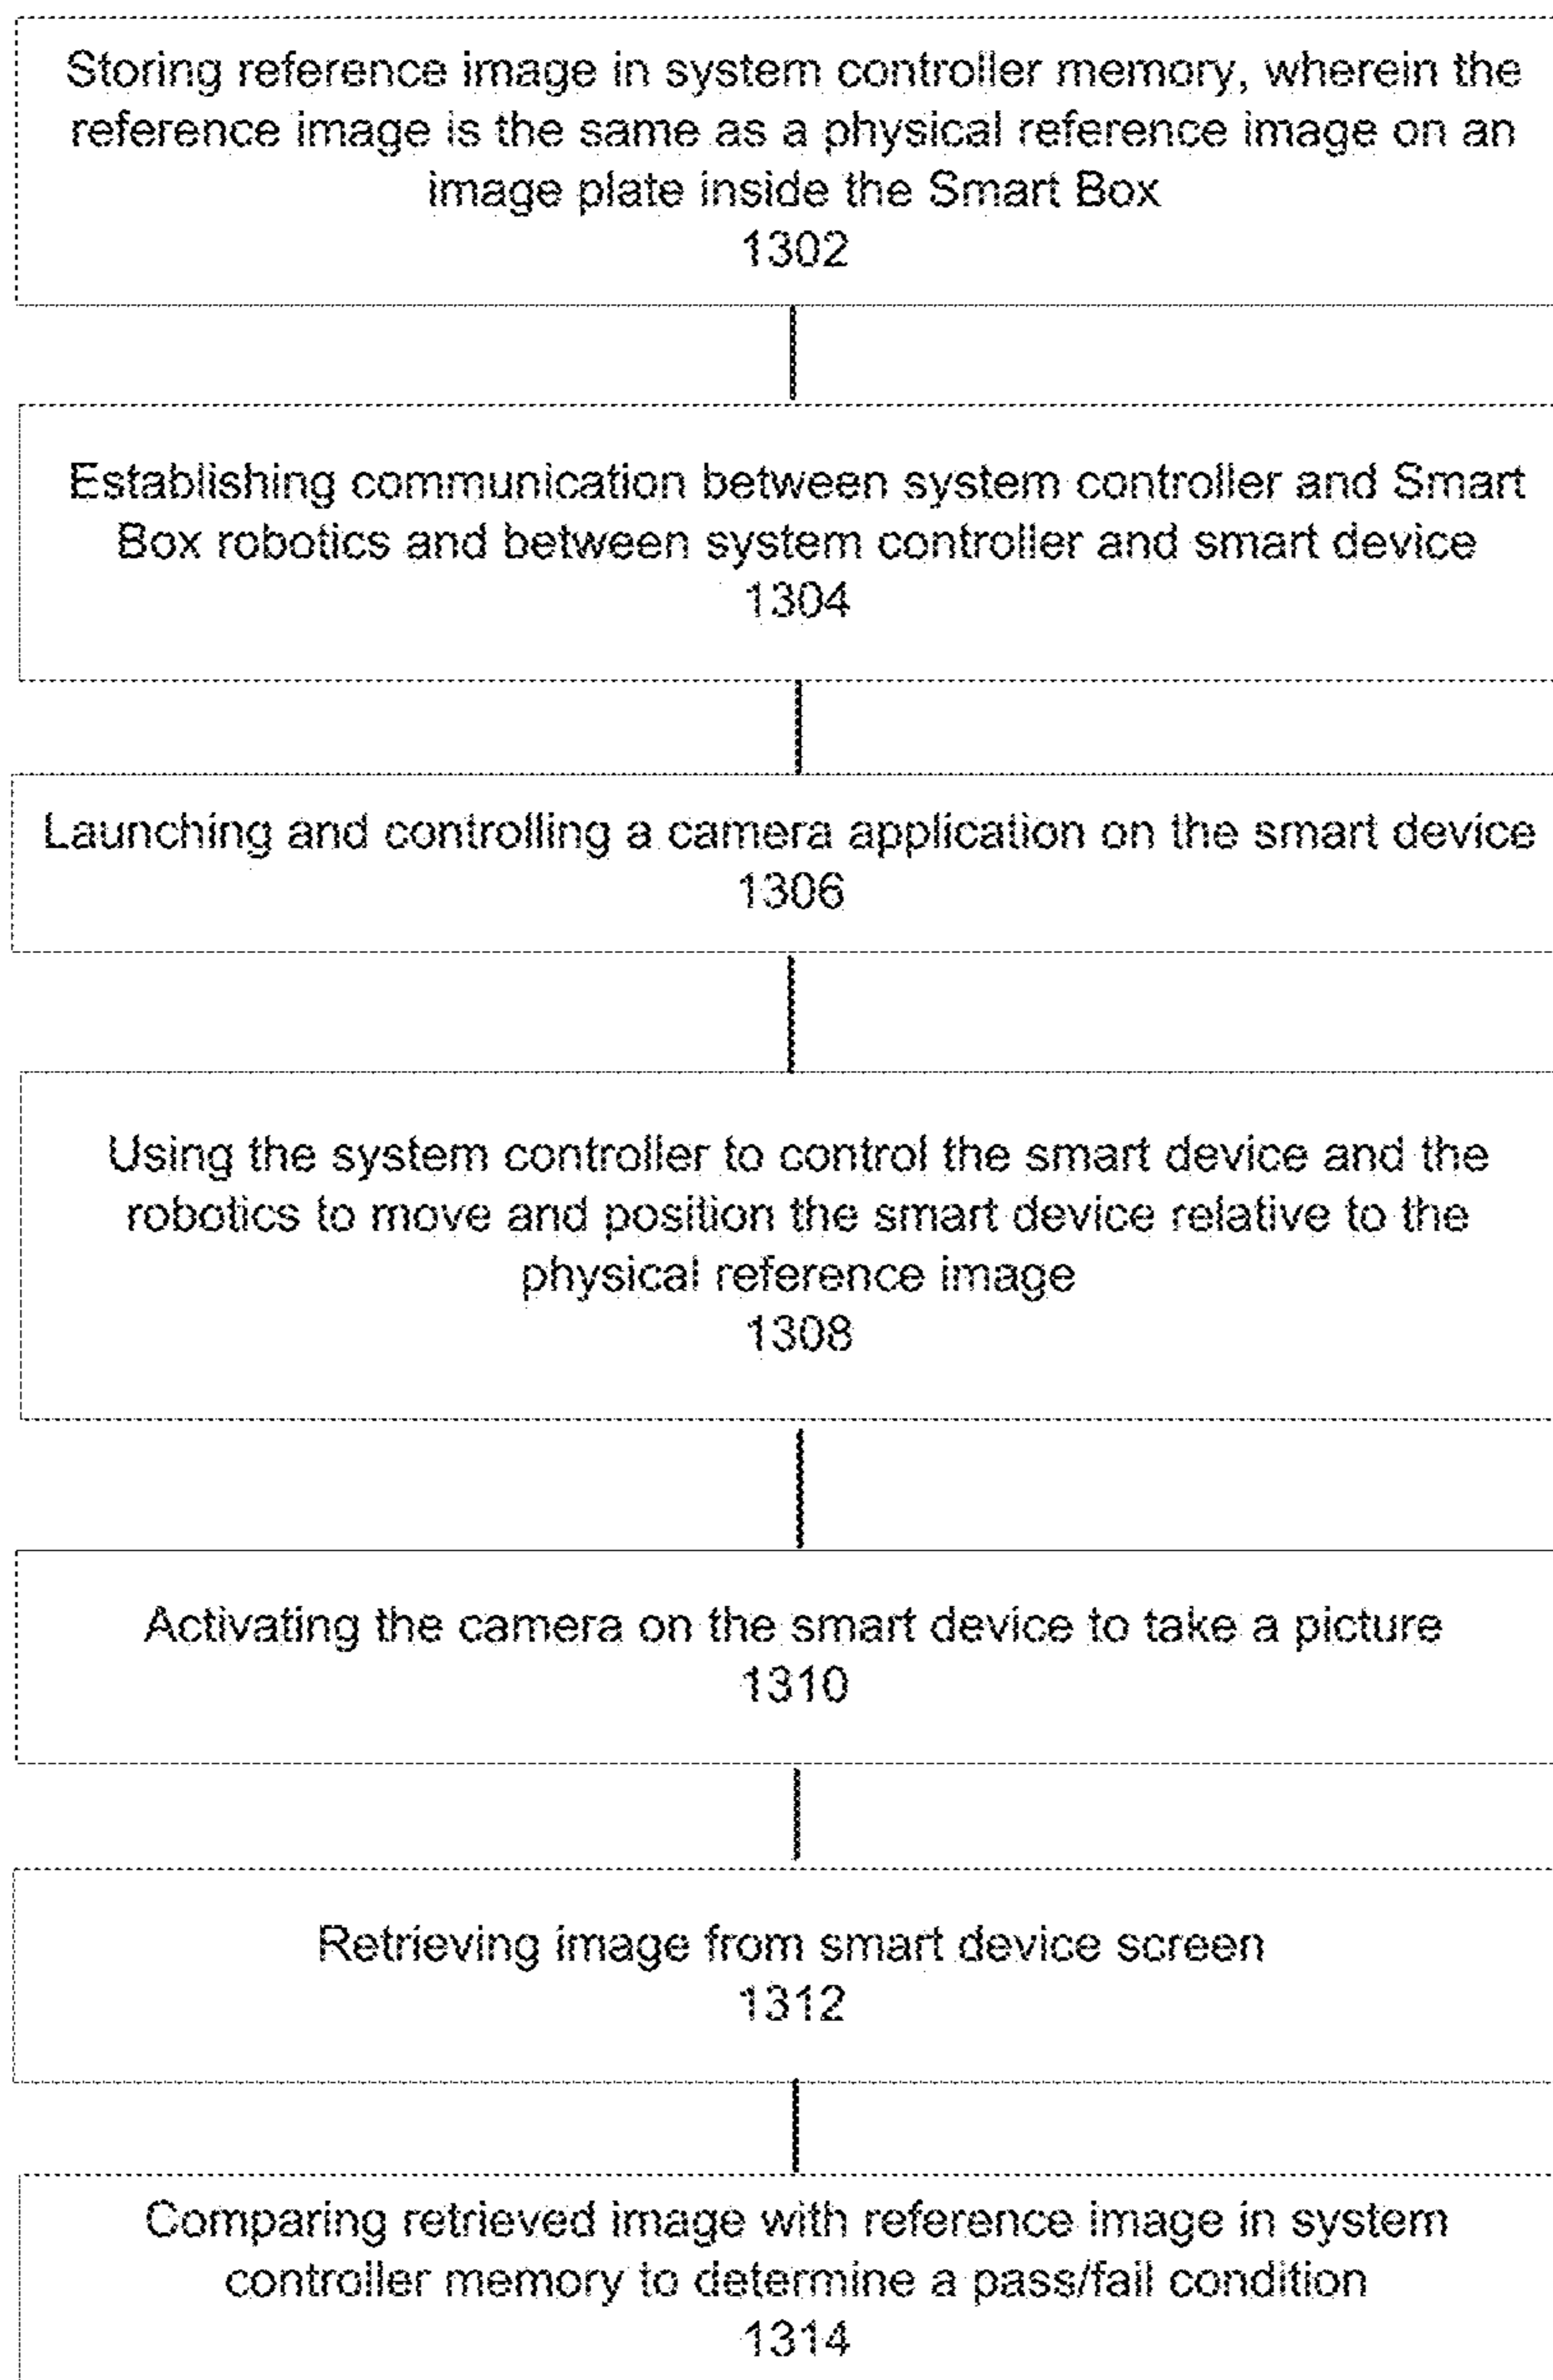 Storing reference image in system controller memory, wherein the
reference image is the same as a physical reference image on an
image plate inside the Smart Box
1302
Establishing communication between system controller and Smart
Box robotics and between system controller and smart device
1304
Launching and controlling a camera application on the smart device
1306
Using the system controller to control the smart device and the
robotics to move and position the smart device relative to the
physical reference image
1308
Activating the camera on the smart device to take a picture
1310
Retrieving image from smart device screen
1312
Comparing retrieved image with reference image in system
controller memory to determine a pass/fail condition
1314